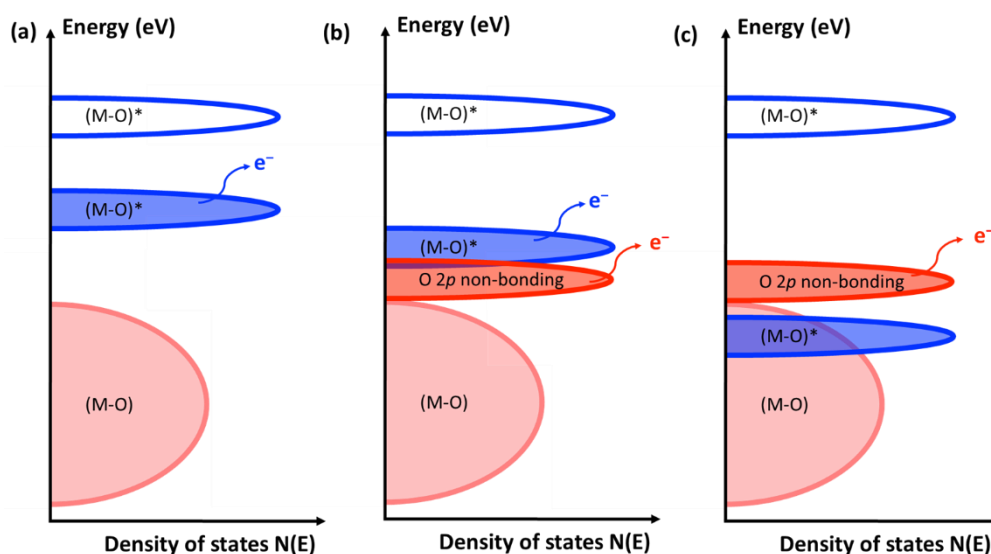 (a)
Energy (eV)
(M-O)*
e⁻
(M-O)*
(M-O)
Density of states N(E)
(b)
Energy (eV)
(M-O)*
e⁻
(M-O)*
e⁻
O 2p non-bonding
(M-O)
Density of states N(E)
(c)
Energy (eV)
(M-O)*
e⁻
O 2p non-bonding
(M-O)*
(M-O)
Density of states N(E)